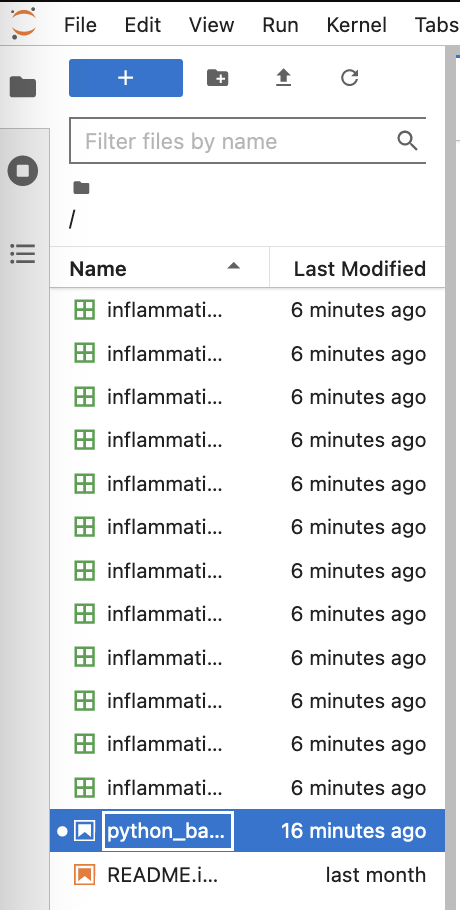 File Edit View Run Kernel Tabs
Filter files by name
/
Name Last Modified
inflammati... 6 minutes ago
inflammati... 6 minutes ago
inflammati... 6 minutes ago
inflammati... 6 minutes ago
inflammati... 6 minutes ago
inflammati... 6 minutes ago
inflammati... 6 minutes ago
inflammati... 6 minutes ago
inflammati... 6 minutes ago
inflammati... 6 minutes ago
inflammati... 6 minutes ago
inflammati... 6 minutes ago
python_ba... 16 minutes ago
README.i... last month